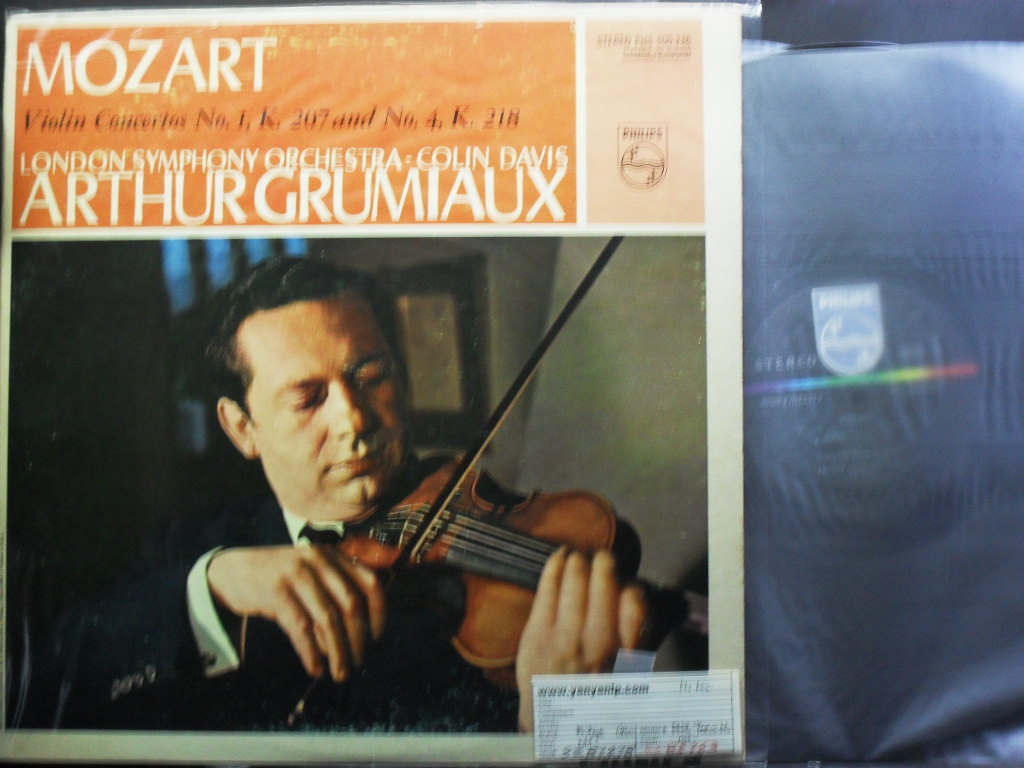 MOZART
Violin Concertos No. 1, K. 207 and No. 4, K. 218
LONDON SYMPHONY ORCHESTRA · COLIN DAVIS
ARTHUR GRUMIAUX
PHILIPS
PHILIPS
STEREO
www.yanyanlp.com